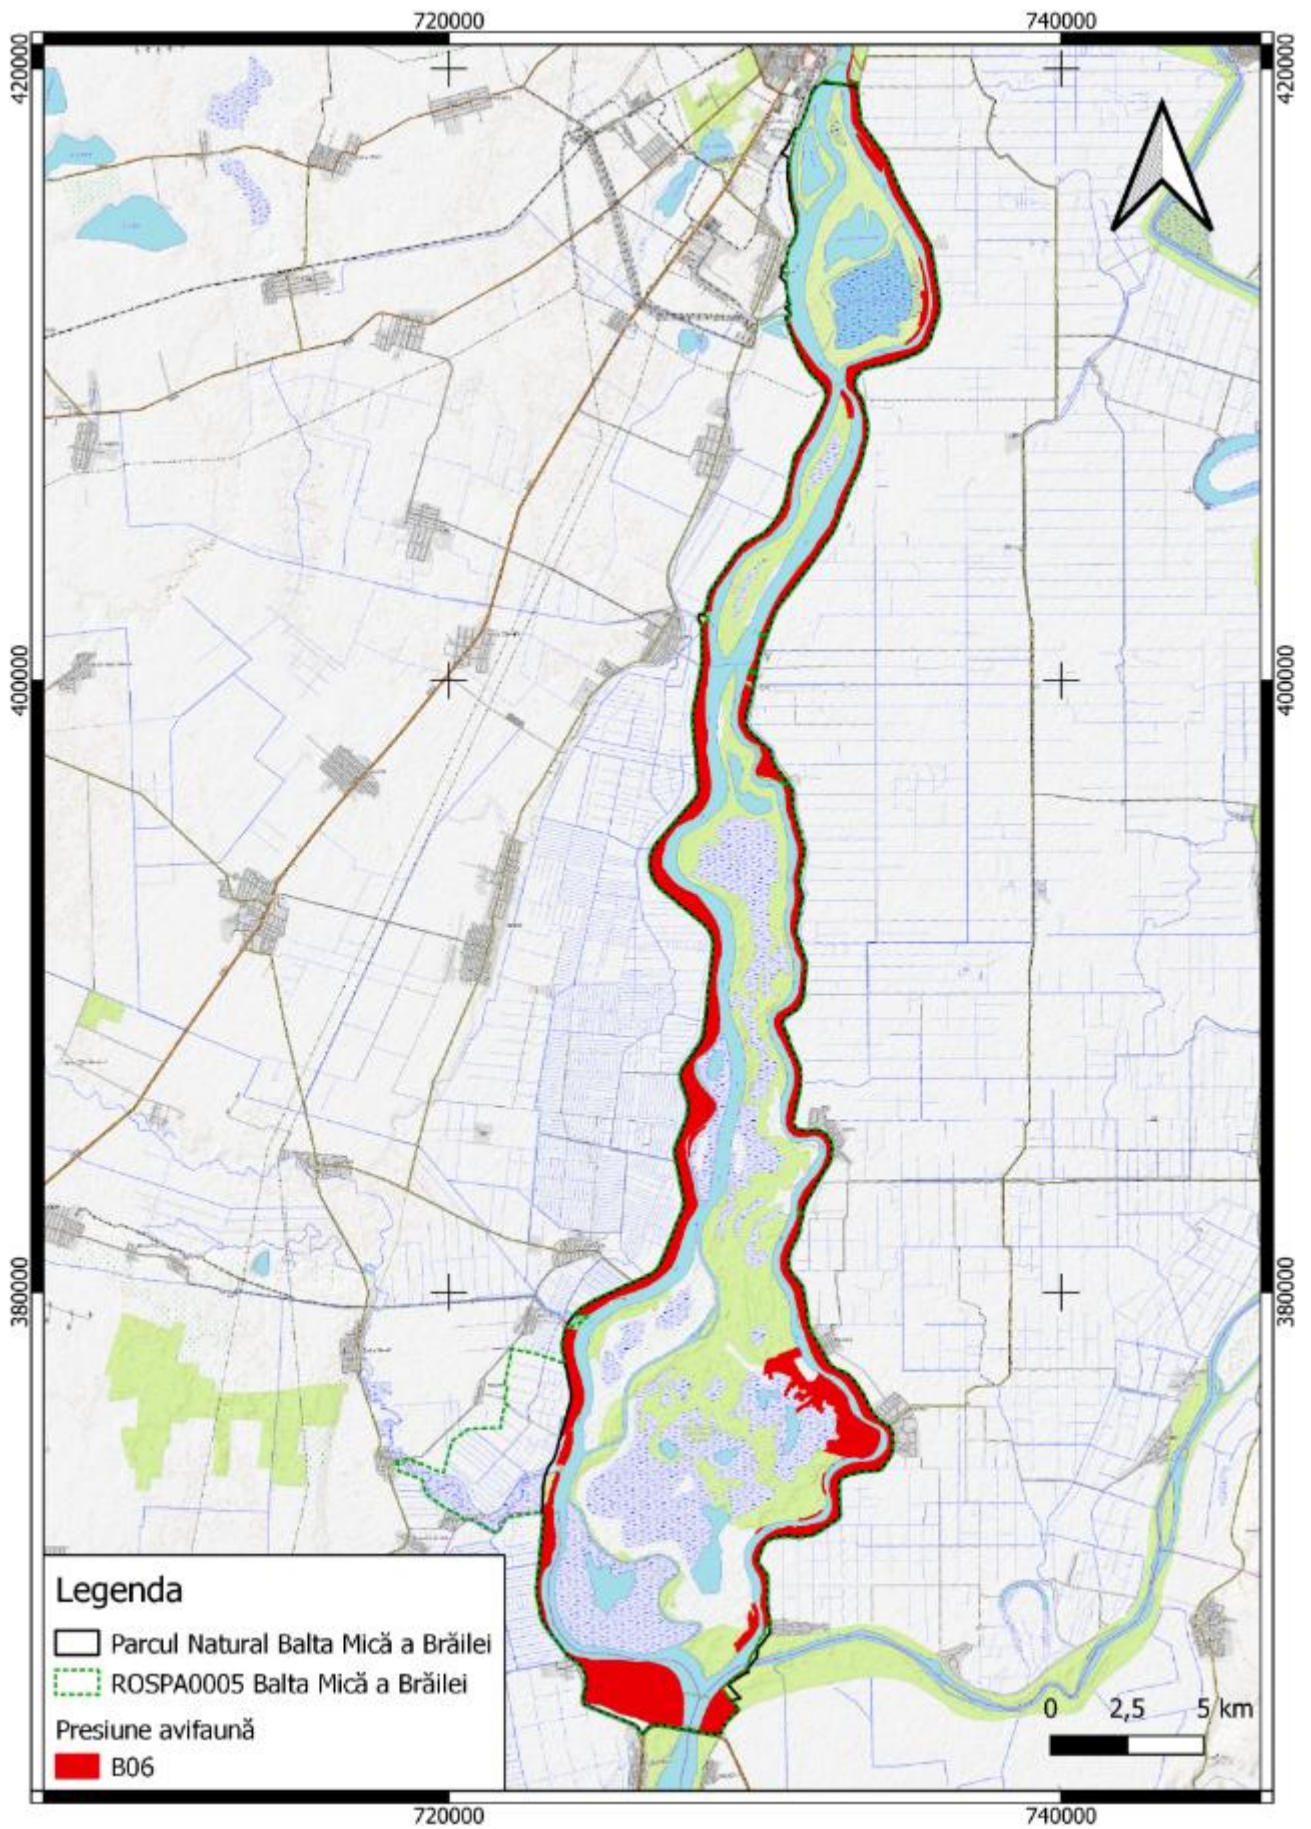 720000 740000
420000 420000
400000 400000
380000 380000
Legenda
Parcul Natural Balta Mică a Brăilei
ROSPA0005 Balta Mică a Brăilei
Presiune avifaună
B06
0 2,5 5 km
720000 740000